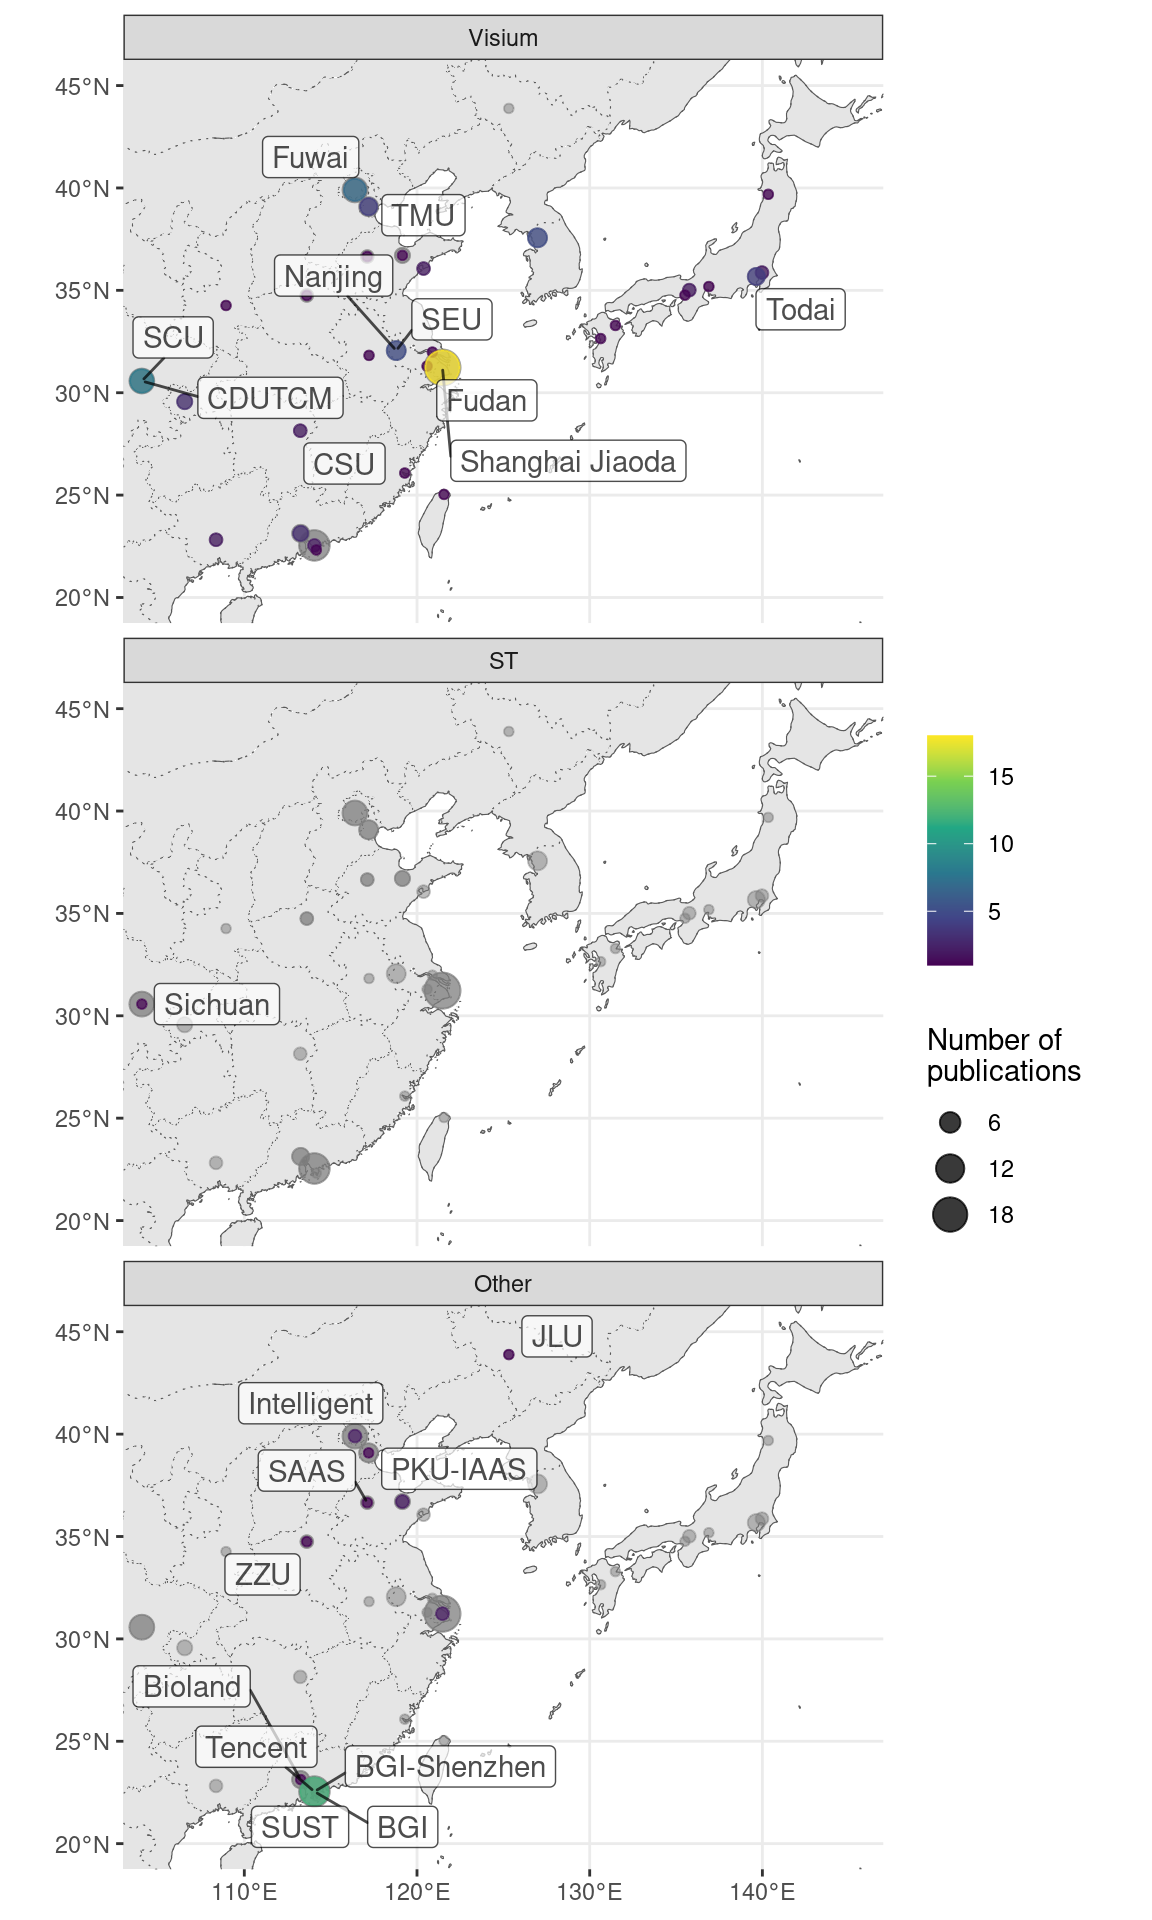 Visium
45°N
40°N
35°N
30°N
25°N
20°N
Fuwai
TMU
Nanjing
SEU
SCU
CDUTCM
Todai
Fudan
CSU
Shanghai Jiaoda
ST
45°N
40°N
35°N
30°N
25°N
20°N
Sichuan
15
10
5
Number of
publications
6
12
18
Other
45°N
40°N
35°N
30°N
25°N
20°N
JLU
Intelligent
SAAS
PKU-IAAS
ZZU
Bioland
Tencent
BGI-Shenzhen
SUST
BGI
110°E
120°E
130°E
140°E